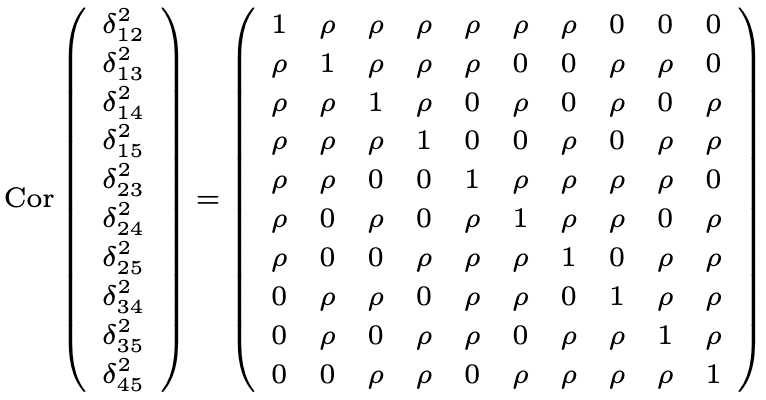 Cor ( δ²₁₂ δ²₁₃ δ²₁₄ δ²₁₅ δ²₂₃ δ²₂₄ δ²₂₅ δ²₃₄ δ²₃₅ δ²₄₅ ) =
1 ρ ρ ρ ρ ρ ρ 0 0 0
ρ 1 ρ ρ ρ 0 0 ρ ρ 0
ρ ρ 1 ρ 0 ρ 0 ρ 0 ρ
ρ ρ ρ 1 0 0 ρ 0 ρ ρ
ρ ρ 0 0 1 ρ ρ ρ ρ 0
ρ 0 ρ 0 ρ 1 ρ ρ 0 ρ
ρ 0 0 ρ ρ ρ 1 0 ρ ρ
0 ρ ρ 0 ρ ρ 0 1 ρ ρ
0 ρ 0 ρ ρ 0 ρ ρ 1 ρ
0 0 ρ ρ 0 ρ ρ ρ ρ 1